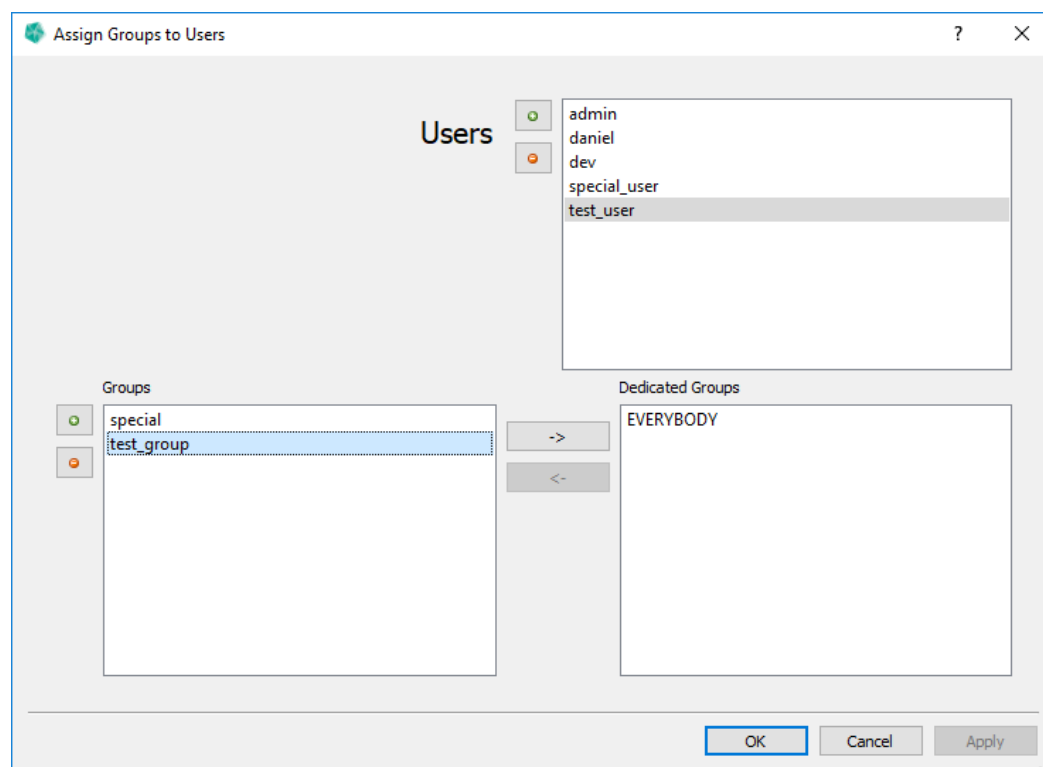 Assign Groups to Users
?
Users
admin
daniel
dev
special_user
test_user
Groups
special
test_group
->
<-
Dedicated Groups
EVERYBODY
OK
Cancel
Apply